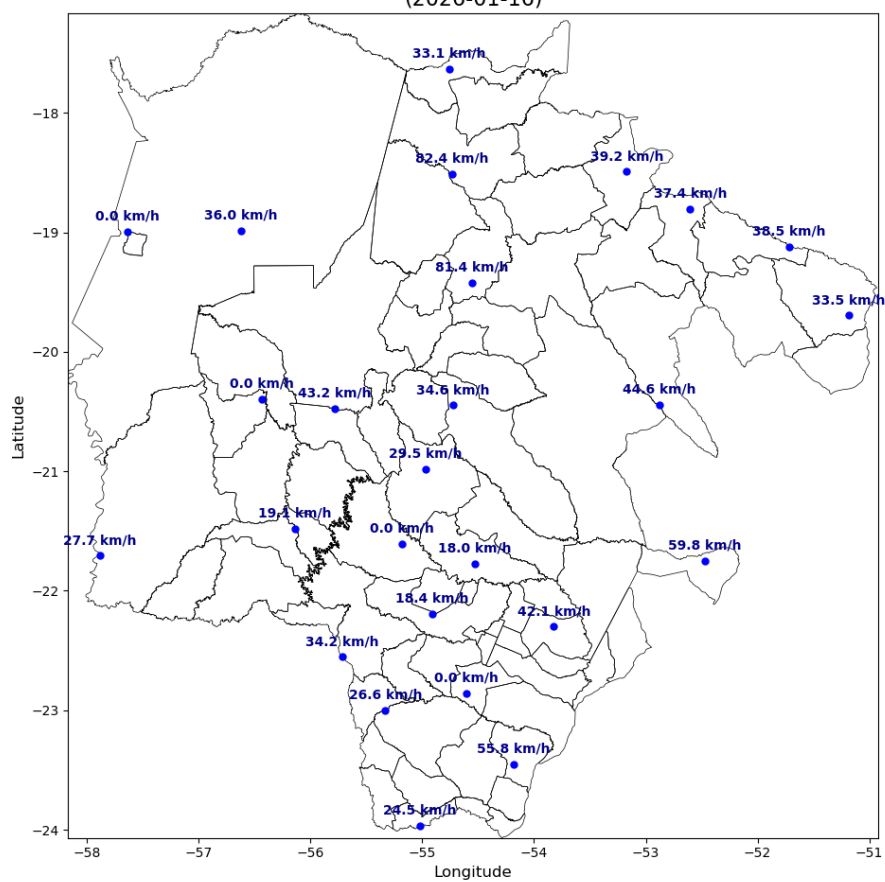 (2026-01-16)
33.1 km/h
82.4 km/h
39.2 km/h
37.4 km/h
0.0 km/h
36.0 km/h
38.5 km/h
81.4 km/h
33.5 km/h
0.0 km/h
43.2 km/h
34.6 km/h
44.6 km/h
29.5 km/h
19.1 km/h
0.0 km/h
27.7 km/h
18.0 km/h
59.8 km/h
18.4 km/h
42.1 km/h
34.2 km/h
0.0 km/h
26.6 km/h
55.8 km/h
24.5 km/h
−18
−19
−20
−21
−22
−23
−24
Latitude
−58 −57 −56 −55 −54 −53 −52 −51
Longitude